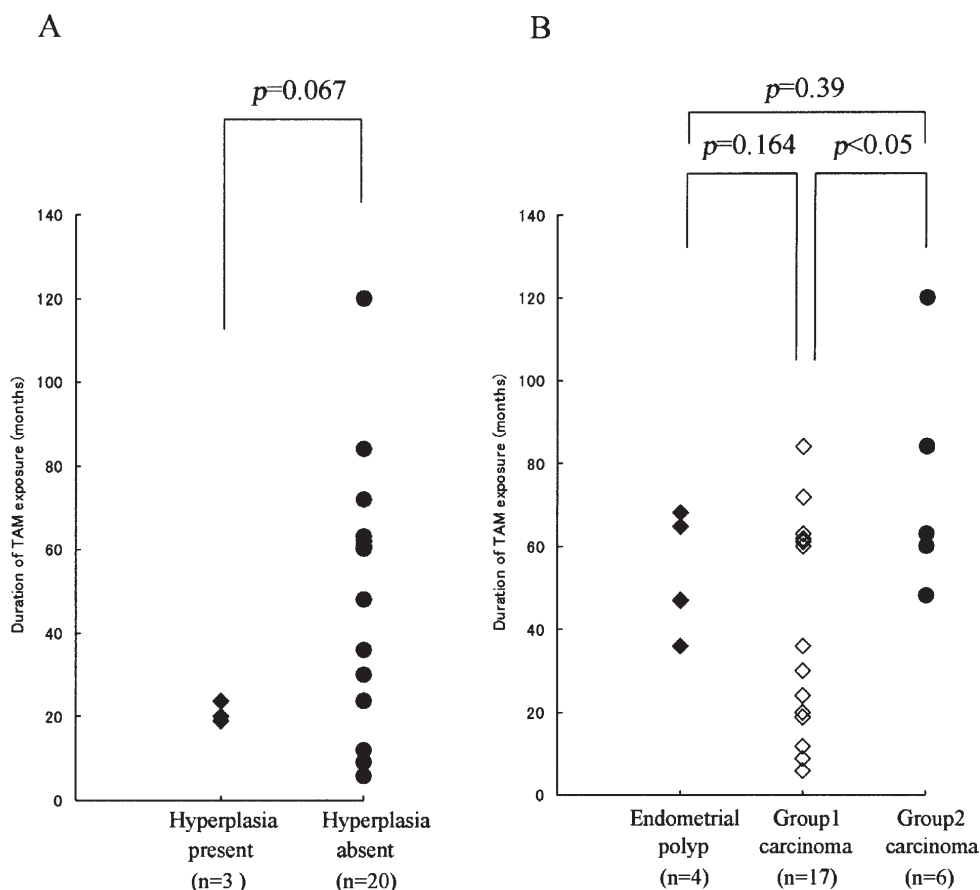 A
p=0.067
140
120
100
80
60
40
20
0
Duration of TAM exposure (months)
Hyperplasia
present
(n=3 )
Hyperplasia
absent
(n=20)
B
p=0.39
p=0.164
p<0.05
140
120
100
80
60
40
20
0
Duration of TAM exposure (months)
Endometrial
polyp
(n=4)
Group1
carcinoma
(n=17)
Group2
carcinoma
(n=6)